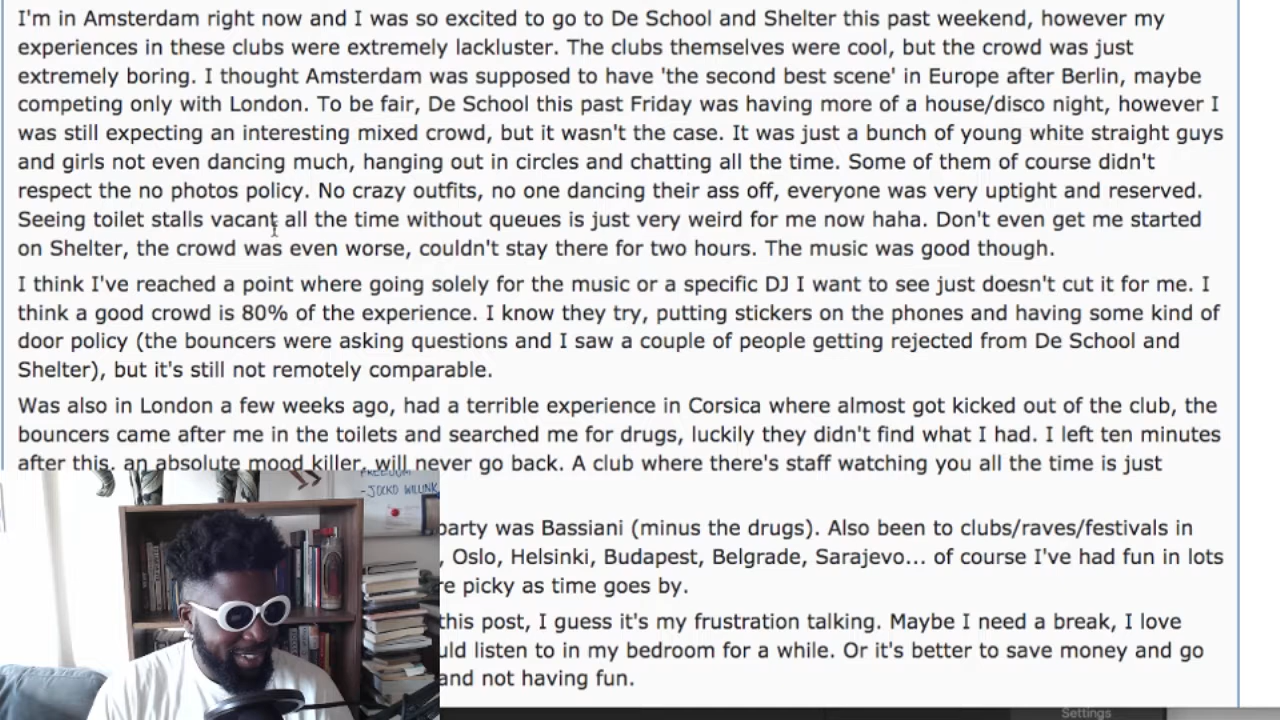 I'm in Amsterdam right now and I was so excited to go to De School and Shelter this past weekend, however my
experiences in these clubs were extremely lackluster. The clubs themselves were cool, but the crowd was just
extremely boring. I thought Amsterdam was supposed to have 'the second best scene' in Europe after Berlin, maybe
competing only with London. To be fair, De School this past Friday was having more of a house/disco night, however I
was still expecting an interesting mixed crowd, but it wasn't the case. It was just a bunch of young white straight guys
and girls not even dancing much, hanging out in circles and chatting all the time. Some of them of course didn't
respect the no photos policy. No crazy outfits, no one dancing their ass off, everyone was very uptight and reserved.
Seeing toilet stalls vacant all the time without queues is just very weird for me now haha. Don't even get me started
on Shelter, the crowd was even worse, couldn't stay there for two hours. The music was good though.
I think I've reached a point where going solely for the music or a specific DJ I want to see just doesn't cut it for me. I
think a good crowd is 80% of the experience. I know they try, putting stickers on the phones and having some kind of
door policy (the bouncers were asking questions and I saw a couple of people getting rejected from De School and
Shelter), but it's still not remotely comparable.
Was also in London a few weeks ago, had a terrible experience in Corsica where almost got kicked out of the club, the
bouncers came after me in the toilets and searched me for drugs, luckily they didn't find what I had. I left ten minutes
after this, an absolute mood killer, will never go back. A club where there's staff watching you all the time is just
FREEDOM
-JOCKO WILLINK
party was Bassiani (minus the drugs). Also been to clubs/raves/festivals in
, Oslo, Helsinki, Budapest, Belgrade, Sarajevo... of course I've had fun in lots
re picky as time goes by.
this post, I guess it's my frustration talking. Maybe I need a break, I love
uld listen to in my bedroom for a while. Or it's better to save money and go
and not having fun.
Settings